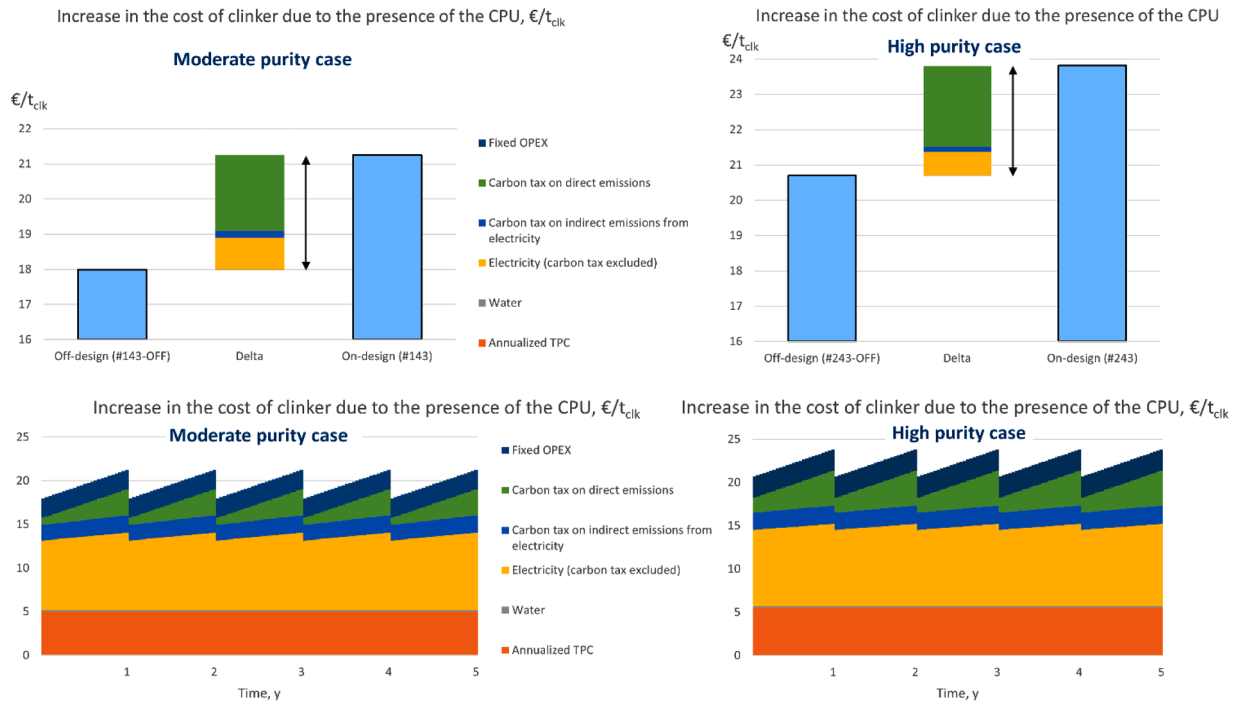 Increase in the cost of clinker due to the presence of the CPU, €/tclk
Moderate purity case
€/tclk
22
21
20
19
18
17
16
Off-design (#143-OFF)
Delta
On-design (#143)
Fixed OPEX
Carbon tax on direct emissions
Carbon tax on indirect emissions from
electricity
Electricity (carbon tax excluded)
Water
Annualized TPC
Increase in the cost of clinker due to the presence of the CPU
€/tclk
High purity case
24
23
22
21
20
19
18
17
16
Off-design (#243-OFF)
Delta
On-design (#243)
Increase in the cost of clinker due to the presence of the CPU, €/tclk
Moderate purity case
25
20
15
10
5
0
1
2
3
4
5
Time, y
Fixed OPEX
Carbon tax on direct emissions
Carbon tax on indirect emissions from
electricity
Electricity (carbon tax excluded)
Water
Annualized TPC
Increase in the cost of clinker due to the presence of the CPU, €/tclk
High purity case
25
20
15
10
5
0
1
2
3
4
5
Time, y